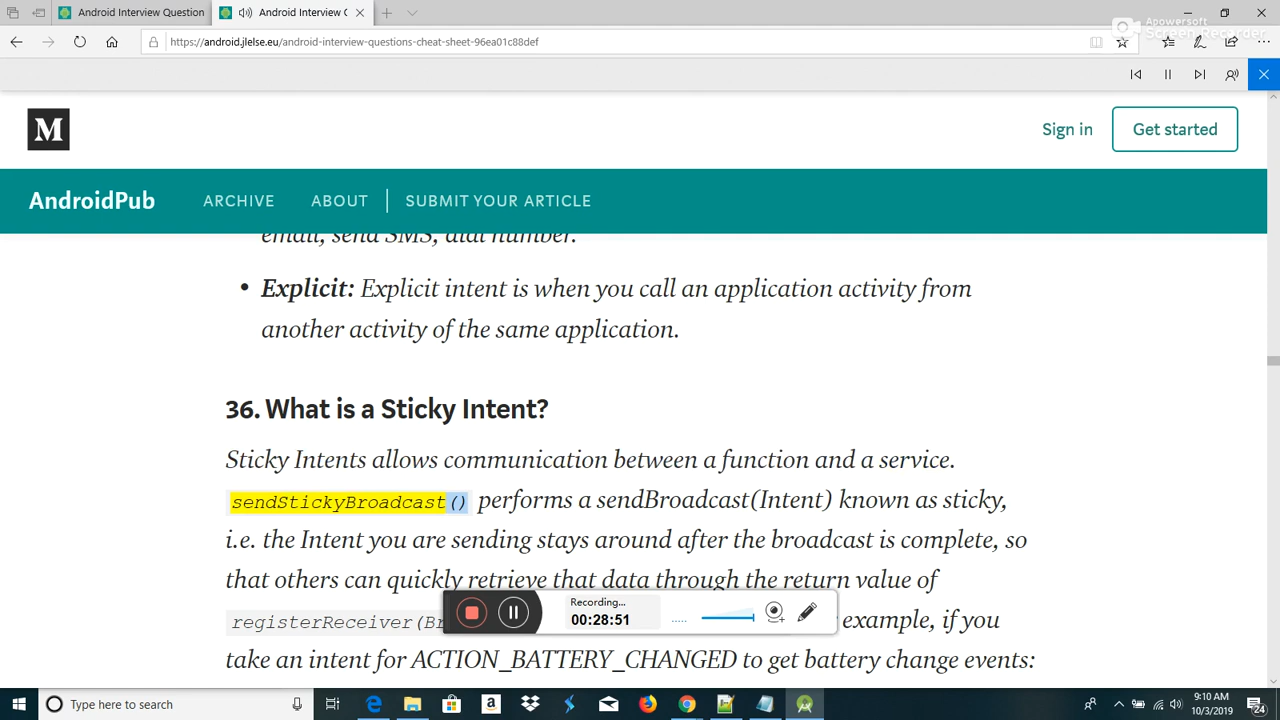 Android Interview Question
Android Interview C
Apowersoft
Screen Recorder
https://android.jlelse.eu/android-interview-questions-cheat-sheet-96ea01c88def
M
Sign in
Get started
AndroidPub
ARCHIVE
ABOUT
SUBMIT YOUR ARTICLE
email, send SMS, dial number.
• Explicit: Explicit intent is when you call an application activity from
another activity of the same application.
36. What is a Sticky Intent?
Sticky Intents allows communication between a function and a service.
sendStickyBroadcast() performs a sendBroadcast(Intent) known as sticky,
i.e. the Intent you are sending stays around after the broadcast is complete, so
that others can quickly retrieve that data through the return value of
registerReceiver(Br
example, if you
Recording...
00:28:51
take an intent for ACTION_BATTERY_CHANGED to get battery change events:
Type here to search
9:10 AM
10/3/2019
24